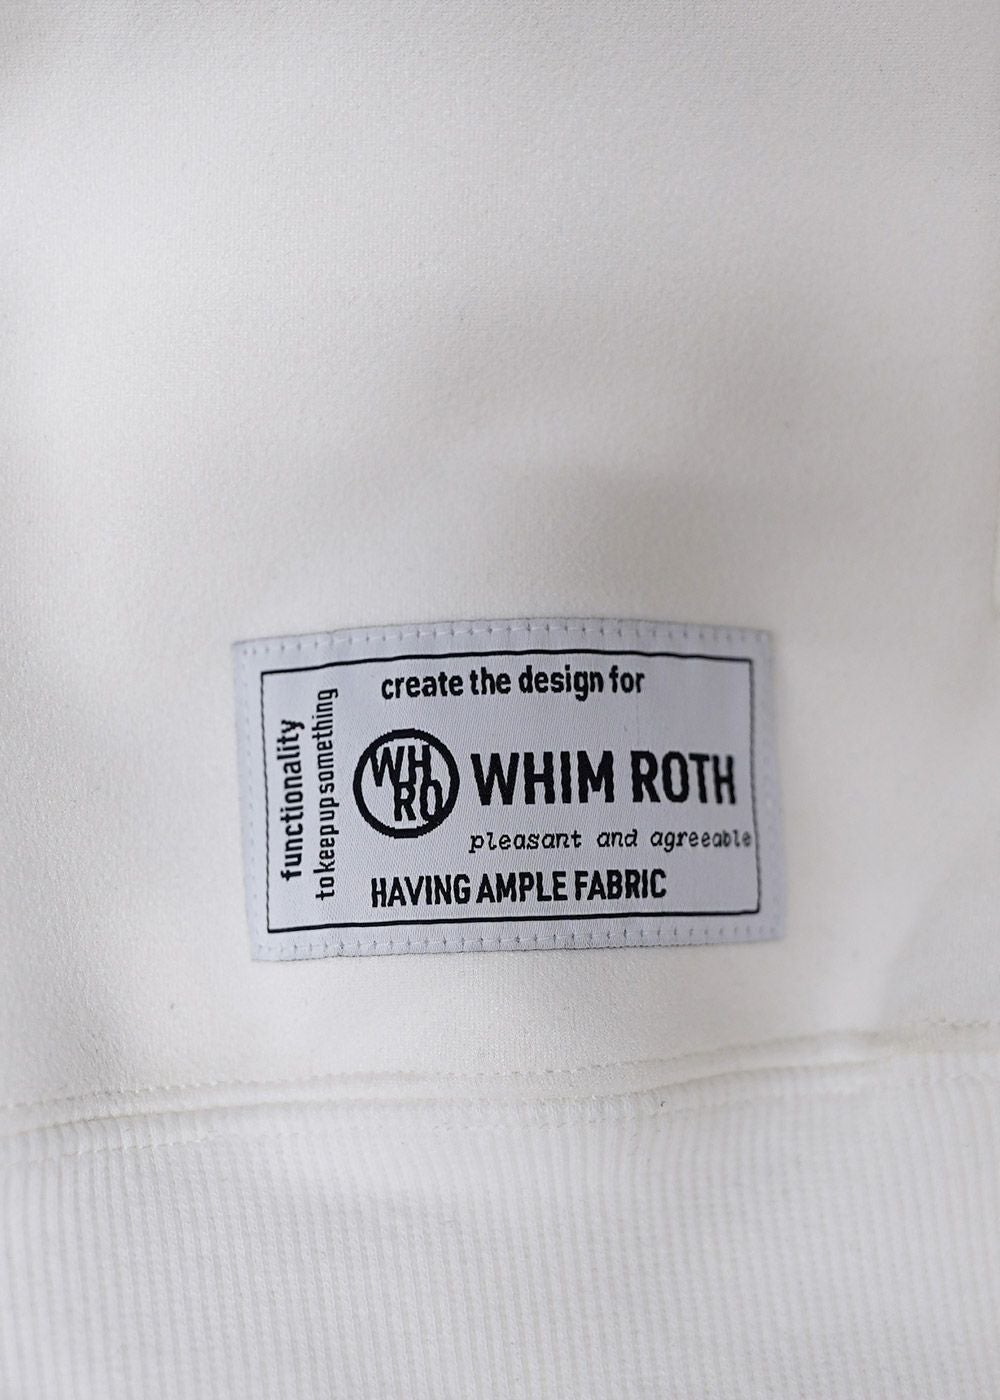 create the design for
functionality
to keep up something
WH
RO
WHIM ROTH
pleasant and agreeable
HAVING AMPLE FABRIC